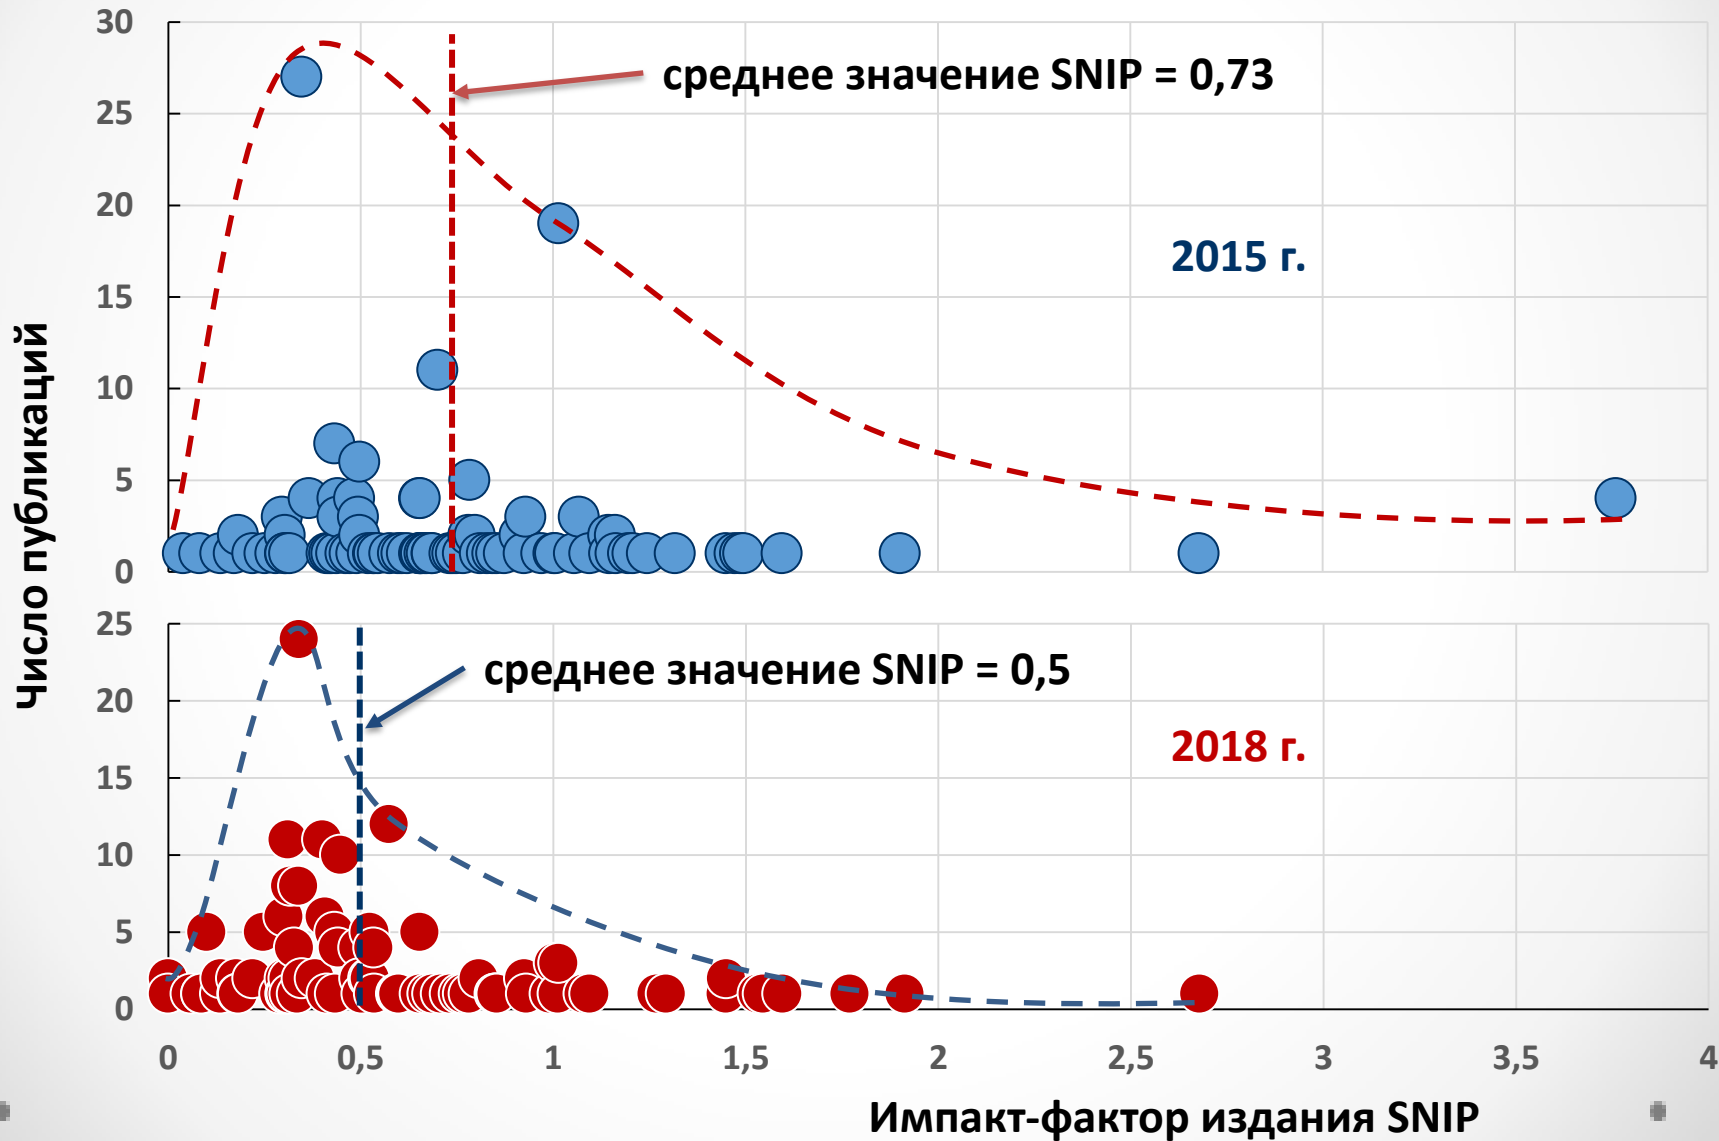 Число публикаций
30
25
20
15
10
5
0
среднее значение SNIP = 0,73
2015 г.
25
20
15
10
5
0
среднее значение SNIP = 0,5
2018 г.
0 0,5 1 1,5 2 2,5 3 3,5 4
Импакт-фактор издания SNIP